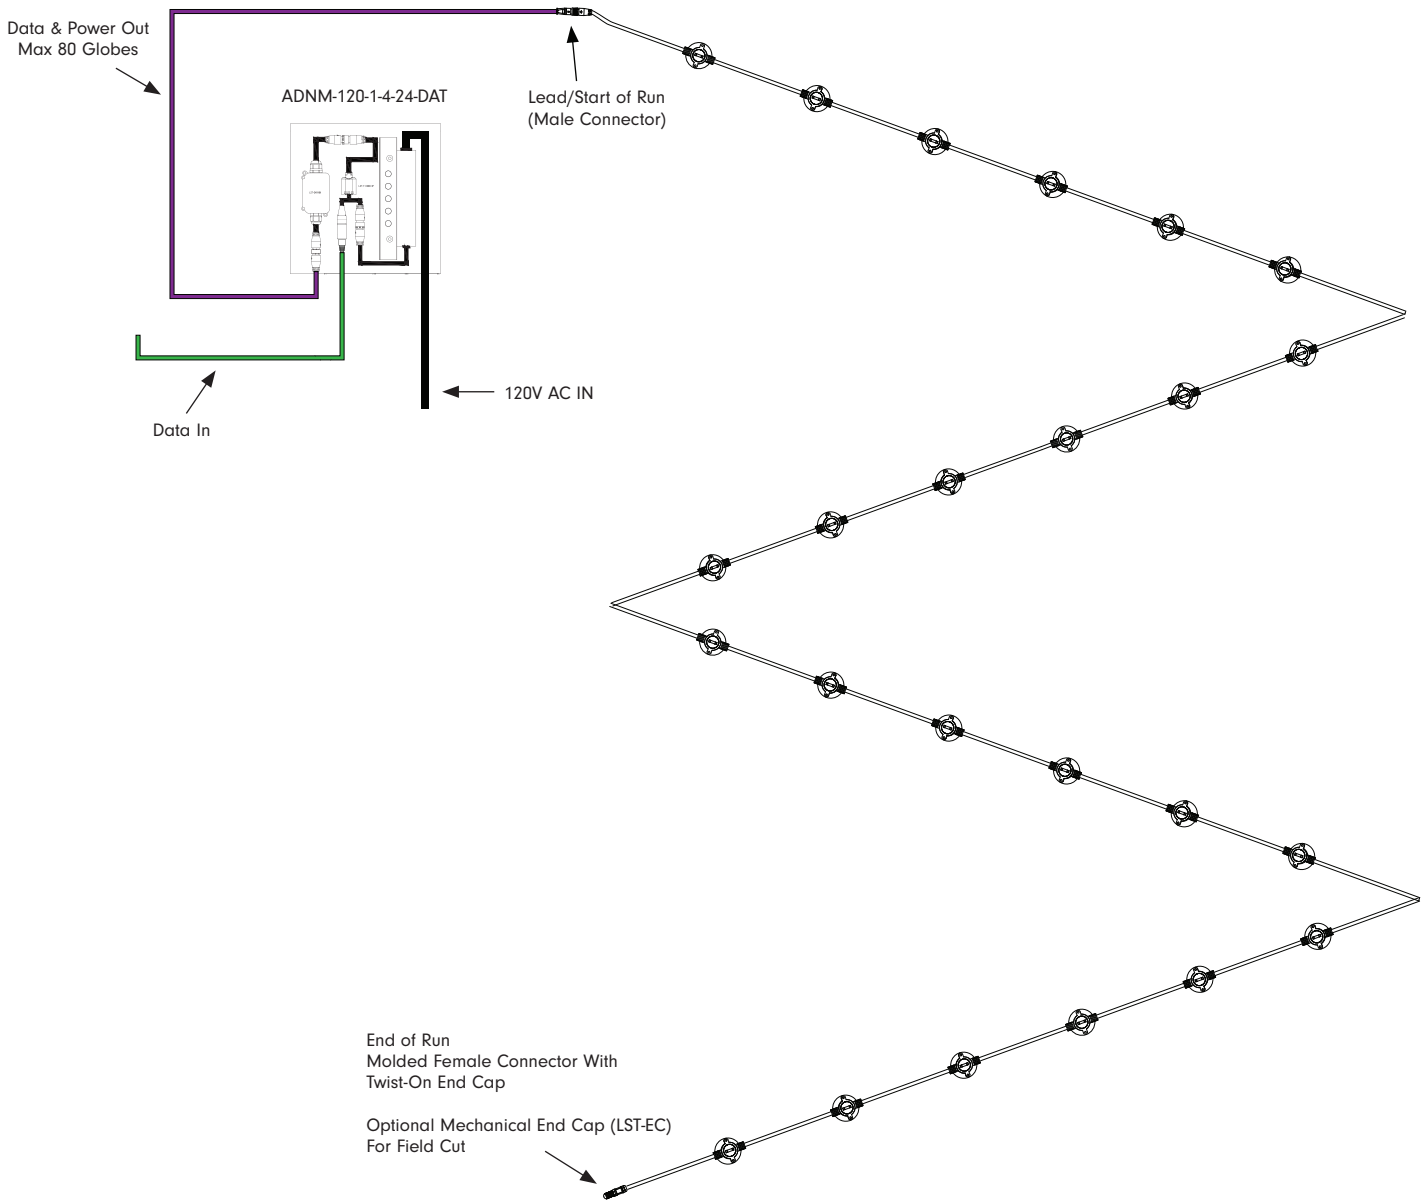 Data & Power Out
Max 80 Globes
ADNM-120-1-4-24-DAT
Lead/Start of Run
(Male Connector)
120V AC IN
Data In
End of Run
Molded Female Connector With
Twist-On End Cap
Optional Mechanical End Cap (LST-EC)
For Field Cut